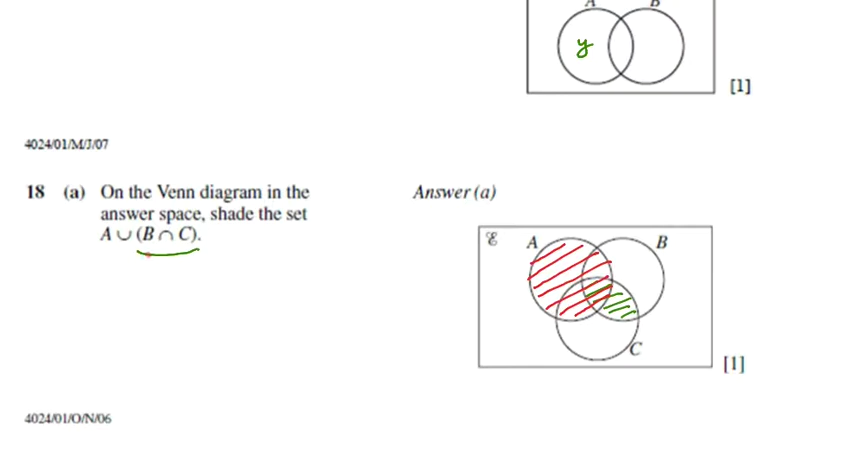 A B
y
[1]
4024/01/M/J/07
18 (a) On the Venn diagram in the
answer space, shade the set
A ∪ (B ∩ C).
Answer (a)
ℰ A B
C
[1]
4024/01/O/N/06